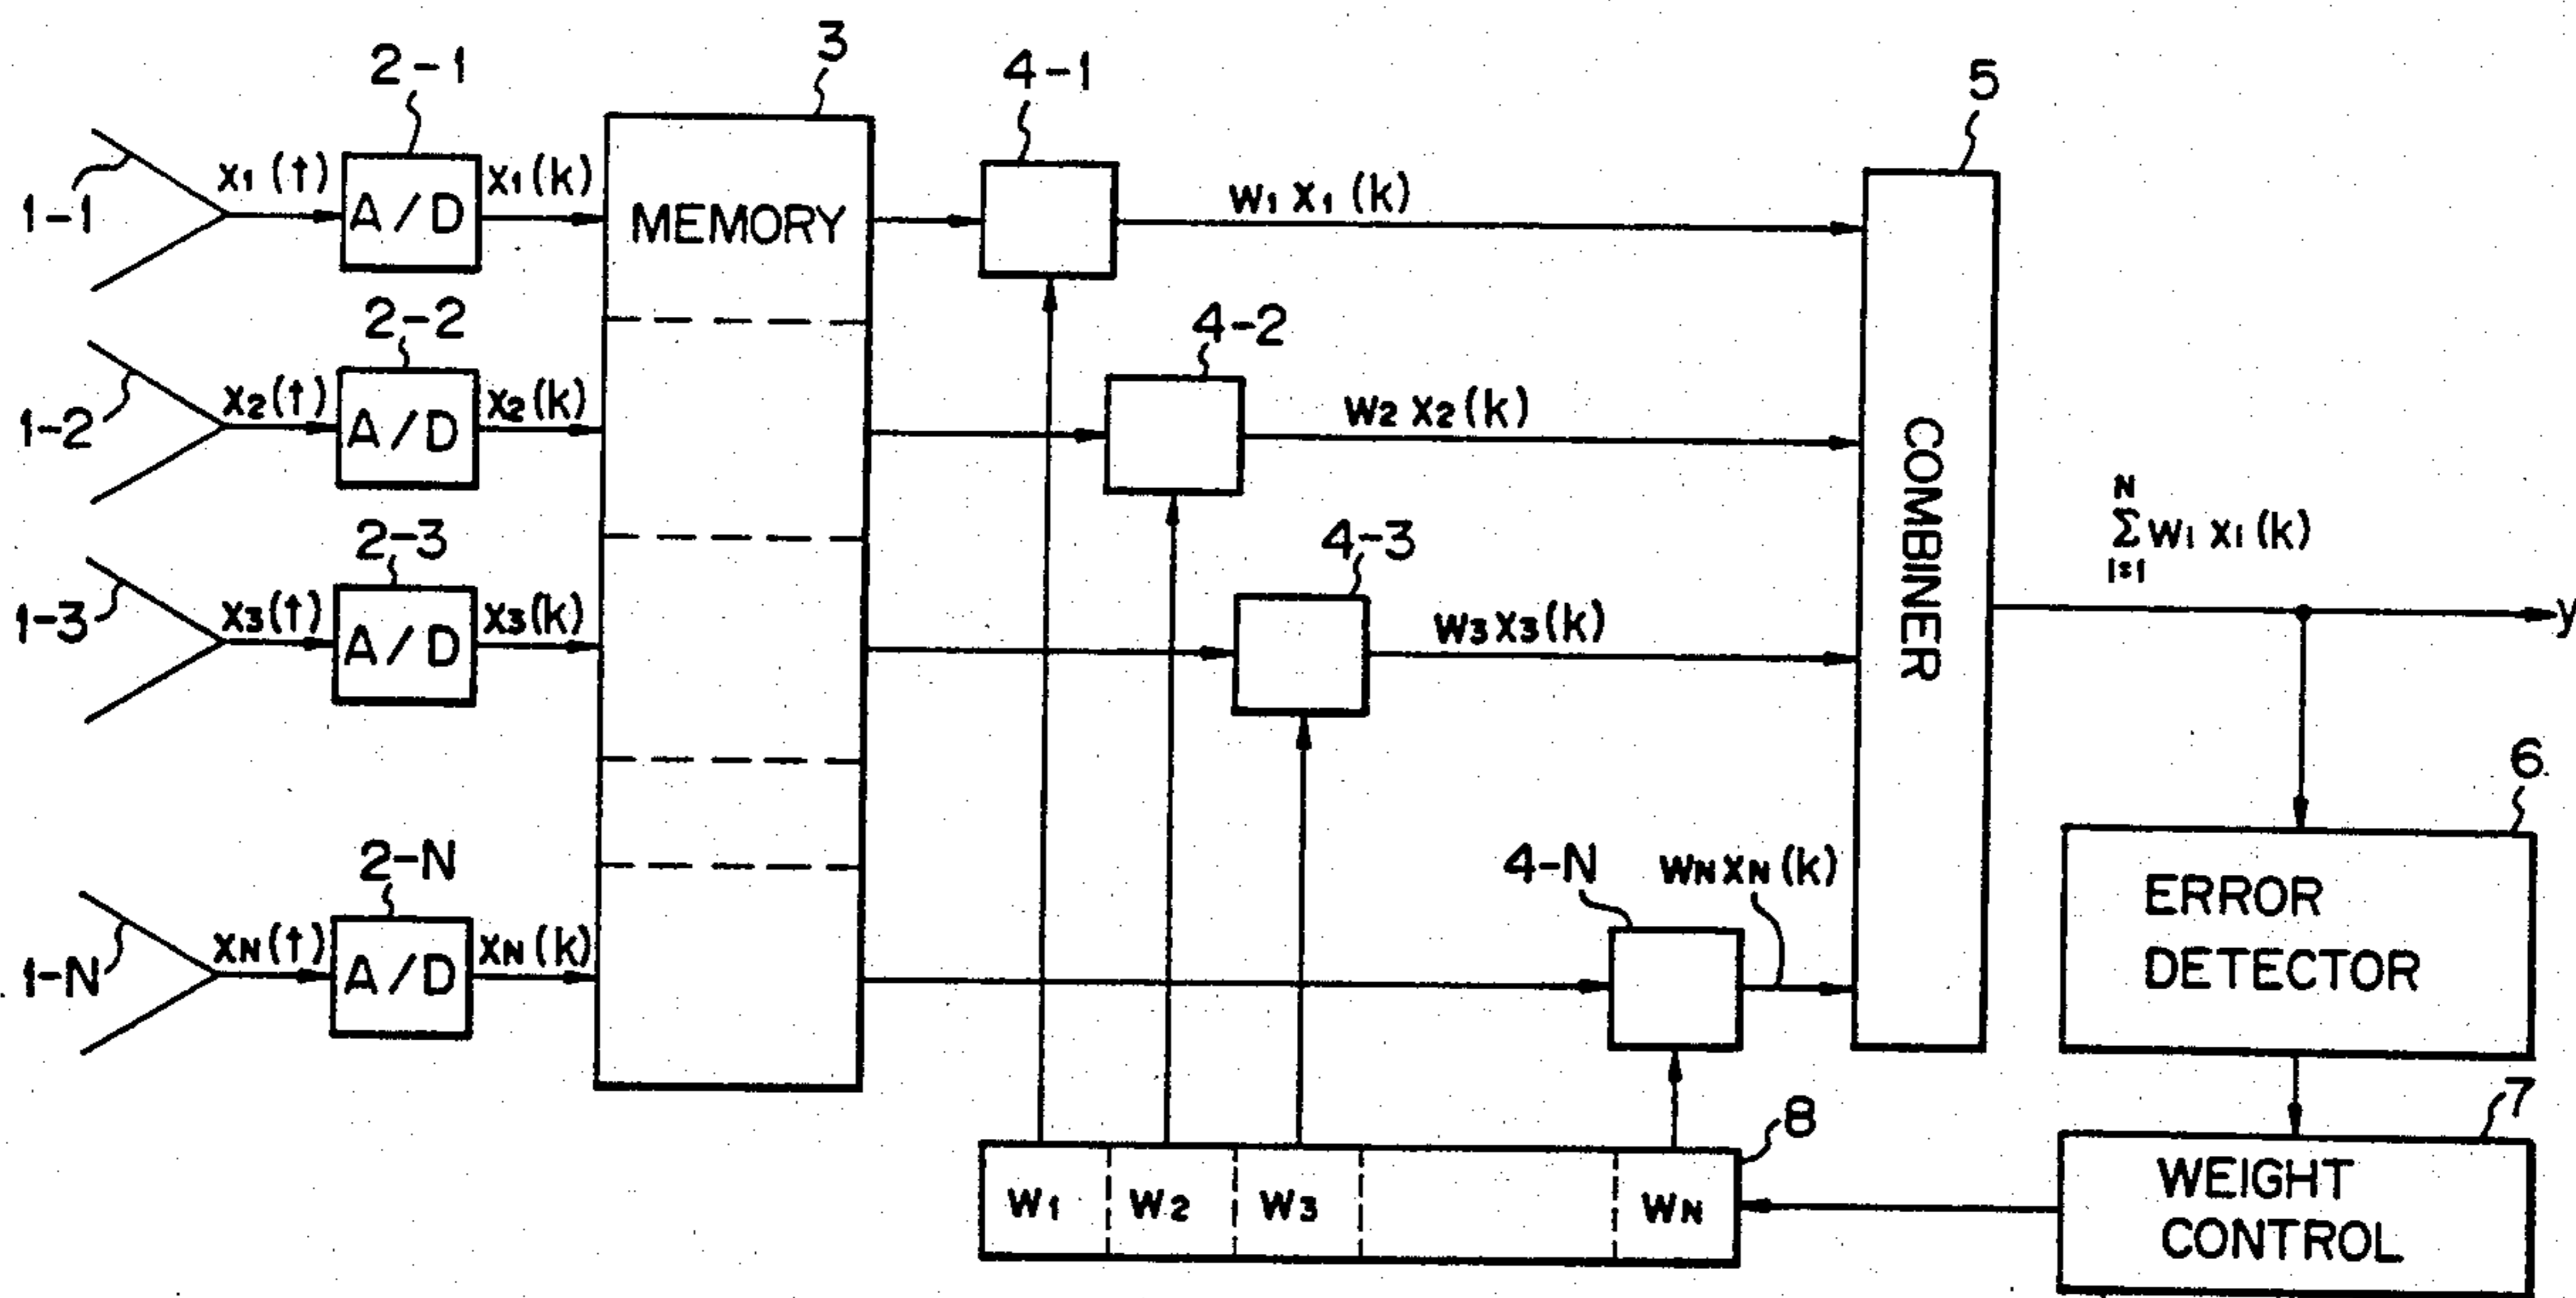 3
2-1
4-1
5
x1(t)
x1(k)
1-1
A/D
MEMORY
w1 x1(k)
2-2
4-2
x2(t)
x2(k)
1-2
A/D
w2 x2(k)
COMBINER
N
Σ wi xi(k)
i=1
2-3
4-3
x3(t)
x3(k)
1-3
A/D
w3 x3(k)
y
6
2-N
4-N
wN xN(k)
xN(t)
xN(k)
1-N
A/D
ERROR
DETECTOR
8
7
w1
w2
w3
wN
WEIGHT
CONTROL